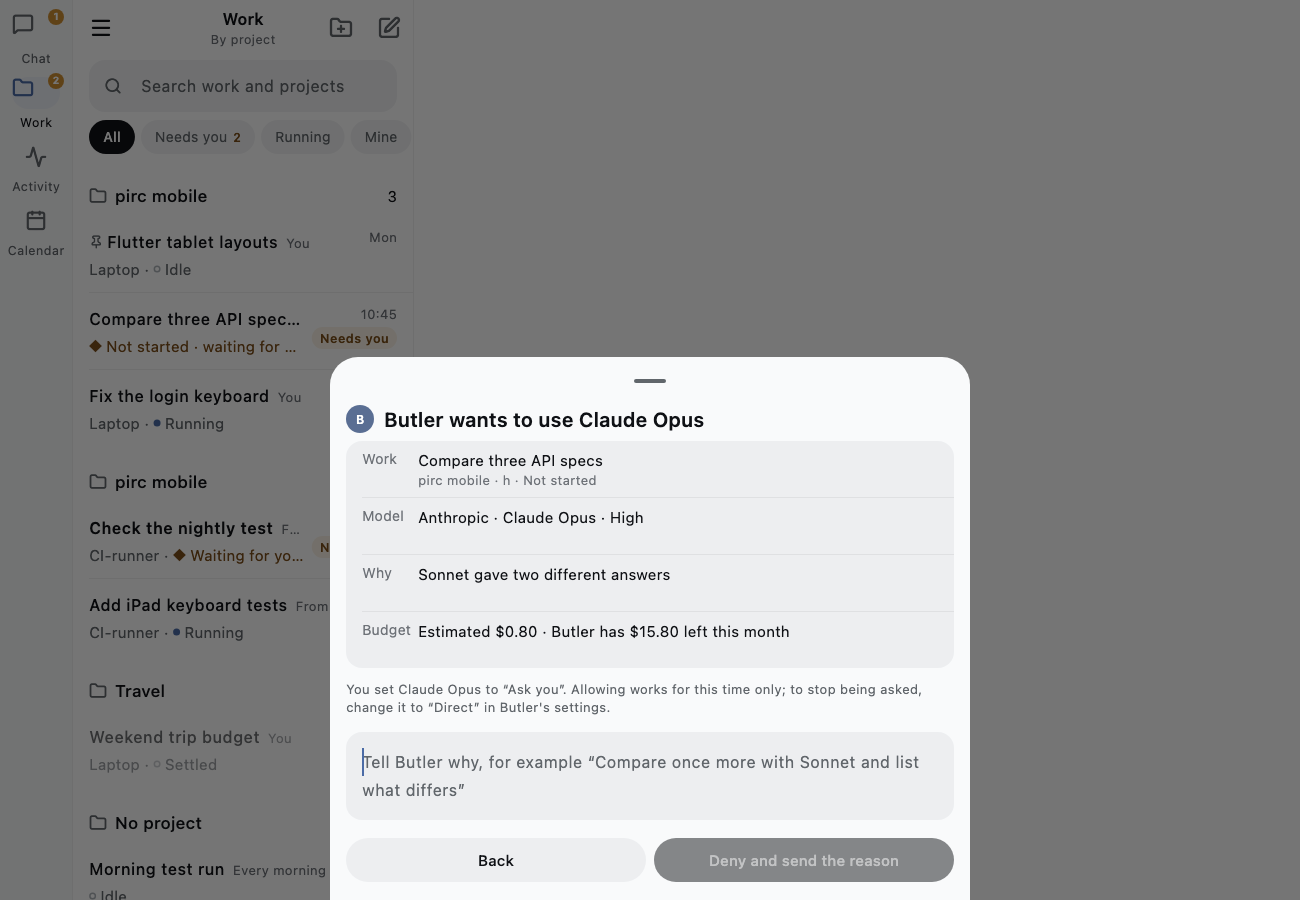 1
Chat
2
Work
Activity
Calendar
Work
By project
Search work and projects
All
Needs you 2
Running
Mine
pirc mobile
3
Flutter tablet layouts You
Mon
Laptop · Idle
Compare three API spec...
10:45
Not started · waiting for ...
Needs you
Fix the login keyboard You
Laptop · Running
pirc mobile
Check the nightly test F...
CI-runner · Waiting for yo...
N
Add iPad keyboard tests From
CI-runner · Running
Travel
Weekend trip budget You
Laptop · Settled
No project
Morning test run Every morning
Idle
B
Butler wants to use Claude Opus
Work
Compare three API specs
pirc mobile · h · Not started
Model
Anthropic · Claude Opus · High
Why
Sonnet gave two different answers
Budget
Estimated $0.80 · Butler has $15.80 left this month
You set Claude Opus to “Ask you”. Allowing works for this time only; to stop being asked,
change it to “Direct” in Butler's settings.
Tell Butler why, for example “Compare once more with Sonnet and list
what differs”
Back
Deny and send the reason